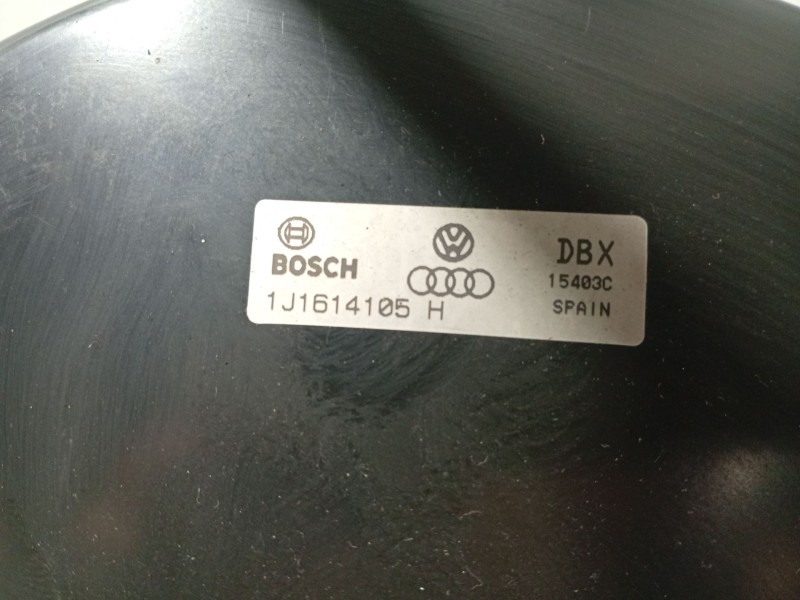 BOSCH
1J1614105 H
DBX
15403C
SPAIN